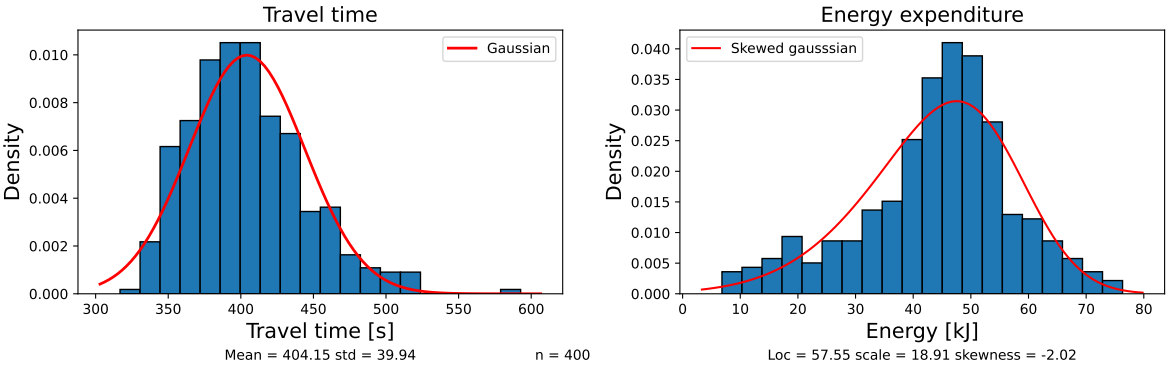 Travel time
Density
0.010
0.008
0.006
0.004
0.002
0.000
Gaussian
300
350
400
450
500
550
600
Travel time [s]
Mean = 404.15 std = 39.94
n = 400
Energy expenditure
Density
0.040
0.035
0.030
0.025
0.020
0.015
0.010
0.005
0.000
Skewed gausssian
0
10
20
30
40
50
60
70
80
Energy [kJ]
Loc = 57.55 scale = 18.91 skewness = -2.02